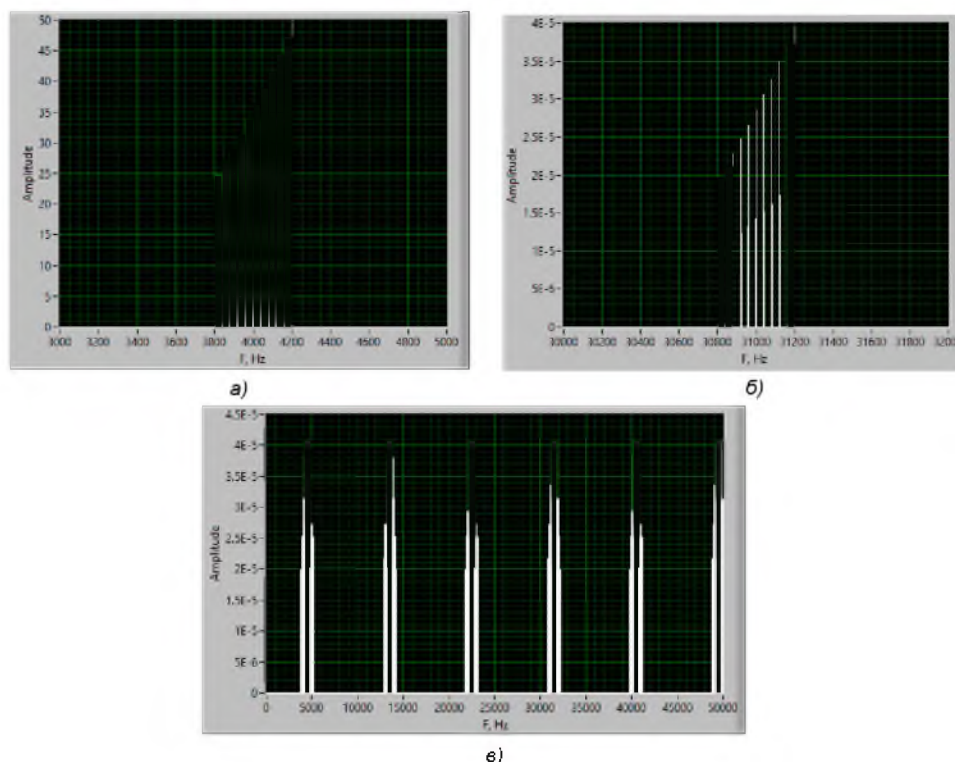 50
45
40
35
30
25
20
15
10
5
0
Amplitude
3000 3200 3400 3600 3800 4000 4200 4400 4600 4800 5000
F, Hz
а)
4E-5
3.5E-5
3E-5
2.5E-5
2E-5
1.5E-5
1E-5
5E-6
0
Amplitude
30000 30200 30400 30600 30800 31000 31200 31400 31600 31800 3200
F, Hz
б)
4.5E-5
4E-5
3.5E-5
3E-5
2.5E-5
2E-5
1.5E-5
1E-5
5E-6
0
Amplitude
0 5000 10000 15000 20000 25000 30000 35000 40000 45000 50000
F, Hz
в)